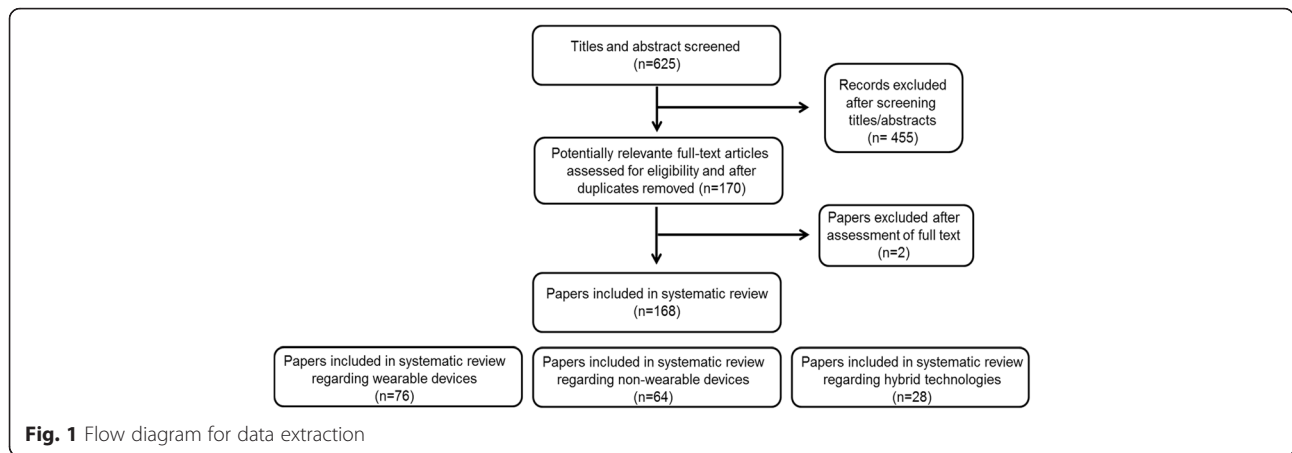 Titles and abstract screened
(n=625)
Records excluded
after screening
titles/abstracts
(n= 455)
Potentially relevante full-text articles
assessed for eligibility and after
duplicates removed (n=170)
Papers excluded after
assessment of full text
(n=2)
Papers included in systematic review
(n=168)
Papers included in systematic review
regarding wearable devices
(n=76)
Papers included in systematic review
regarding non-wearable devices
(n=64)
Papers included in systematic review
regarding hybrid technologies
(n=28)
Fig. 1 Flow diagram for data extraction